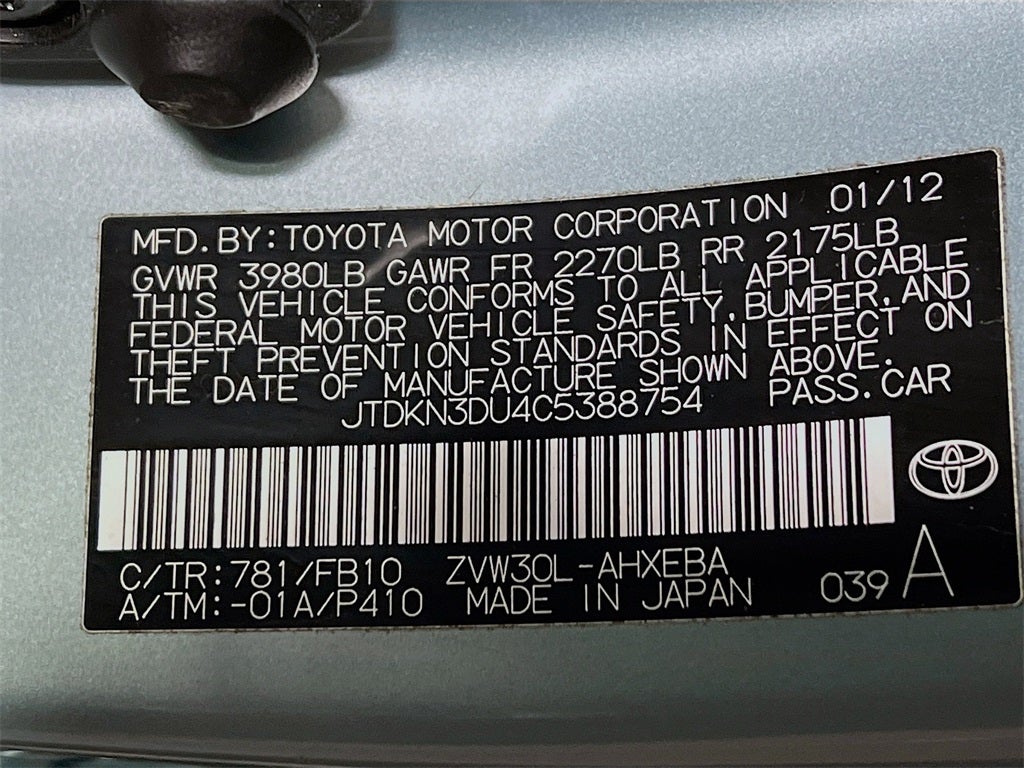 MFD. BY: TOYOTA MOTOR CORPORATION 01/12
GVWR 3980LB GAWR FR 2270LB RR 2175LB
THIS VEHICLE CONFORMS TO ALL APPLICABLE
FEDERAL MOTOR VEHICLE SAFETY, BUMPER, AND
THEFT PREVENTION STANDARDS IN EFFECT ON
THE DATE OF MANUFACTURE SHOWN ABOVE.
JTDKN3DU4C5388754 PASS. CAR
C/TR: 781/FB10 ZVW30L-AHXEBA
A/TM: -01A/P410 MADE IN JAPAN 039 A